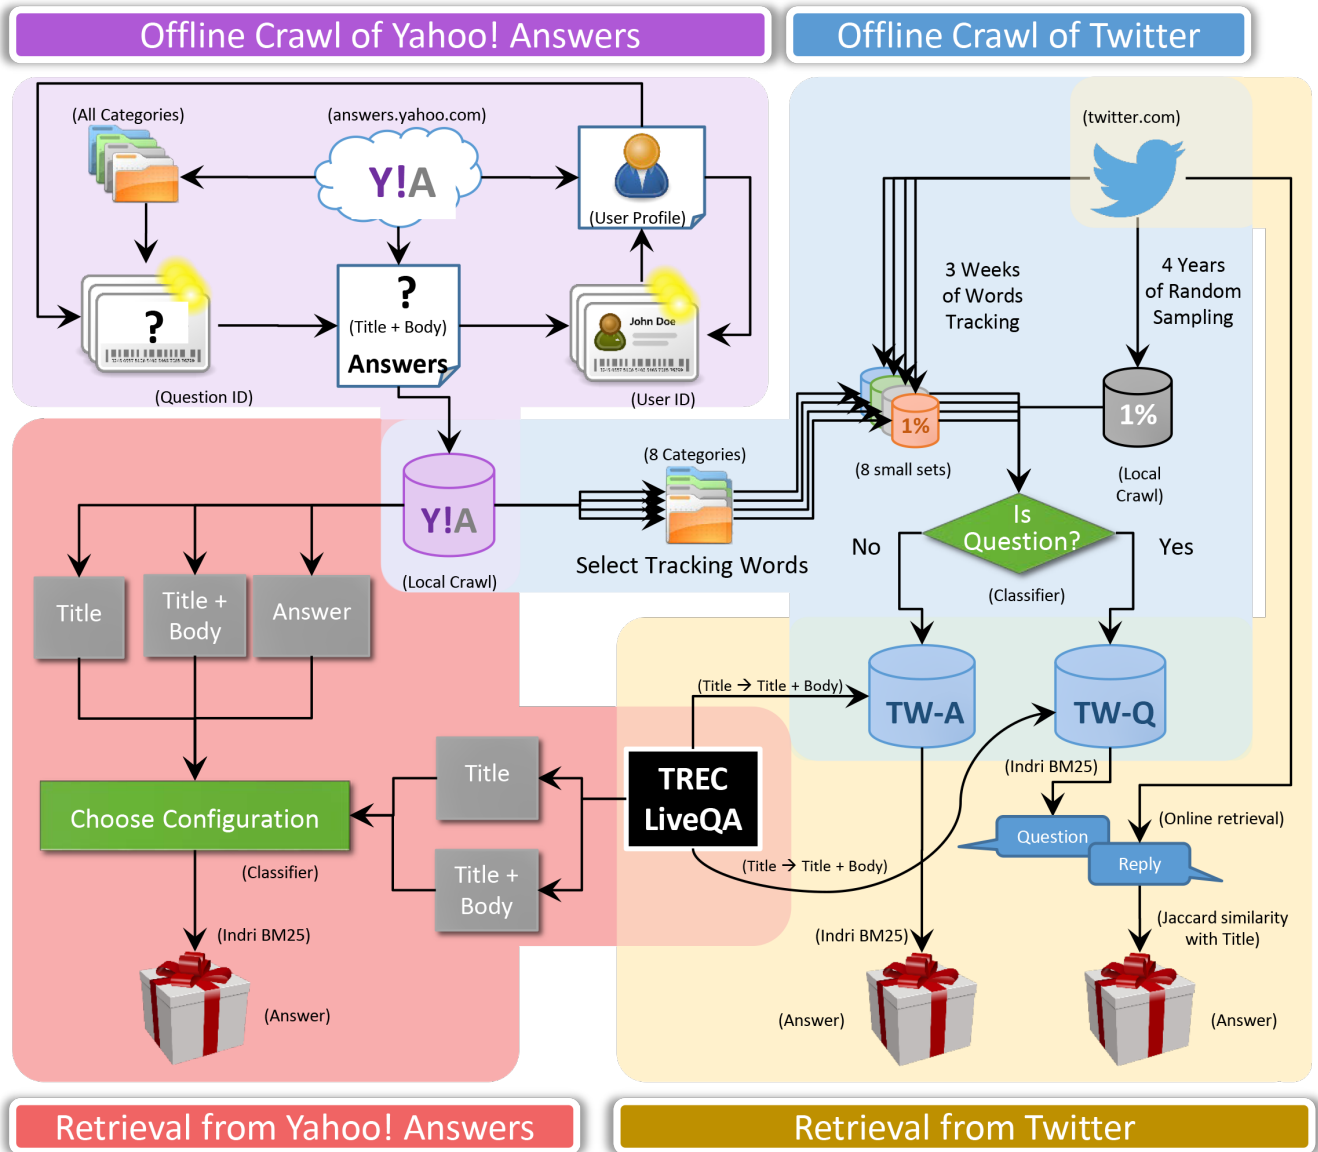 Offline Crawl of Yahoo! Answers
Offline Crawl of Twitter
(All Categories)
(answers.yahoo.com)
(twitter.com)
Y!A
(User Profile)
?
?
(Title + Body)
Answers
John Doe
(Question ID)
(User ID)
3 Weeks
of Words
Tracking
4 Years
of Random
Sampling
1%
1%
(8 small sets)
(Local
Crawl)
(8 Categories)
Y!A
(Local Crawl)
Select Tracking Words
Is
Question?
No
Yes
(Classifier)
Title
Title +
Body
Answer
(Title → Title + Body)
TW-A
TW-Q
(Indri BM25)
TREC
LiveQA
Title
Title +
Body
Choose Configuration
(Classifier)
(Title → Title + Body)
Question
Reply
(Online retrieval)
(Indri BM25)
(Indri BM25)
(Jaccard similarity
with Title)
(Answer)
(Answer)
(Answer)
Retrieval from Yahoo! Answers
Retrieval from Twitter